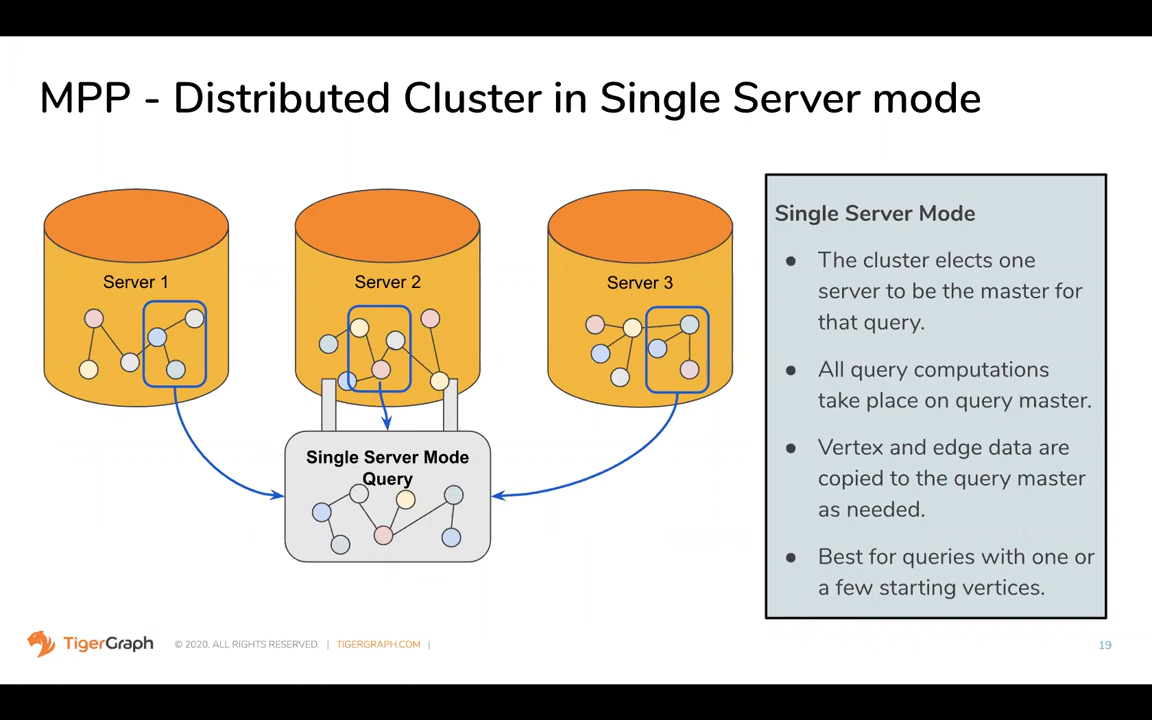 MPP - Distributed Cluster in Single Server mode
Server 1
Server 2
Server 3
Single Server Mode
Query
Single Server Mode
● The cluster elects one
server to be the master for
that query.
● All query computations
take place on query master.
● Vertex and edge data are
copied to the query master
as needed.
● Best for queries with one or
a few starting vertices.
TigerGraph
© 2020. ALL RIGHTS RESERVED. | TIGERGRAPH.COM |
19